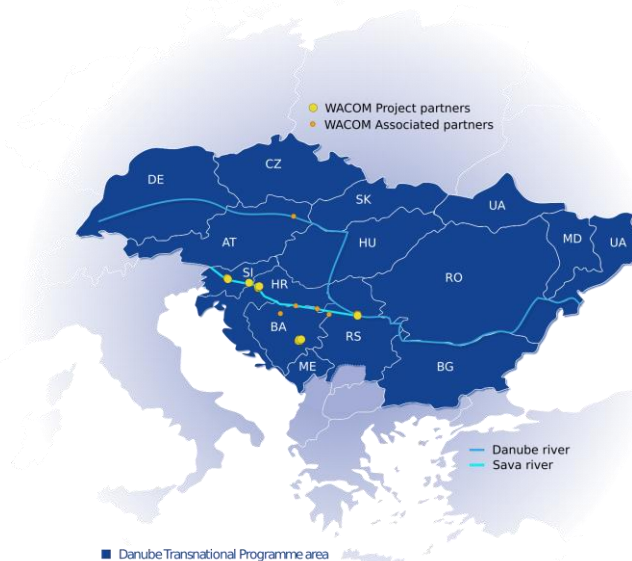 WACOM Project partners
WACOM Associated partners
CZ
DE
SK
UA
AT
HU
MD
UA
SI
HR
RO
BA
RS
ME
BG
Danube river
Sava river
Danube Transnational Programme area